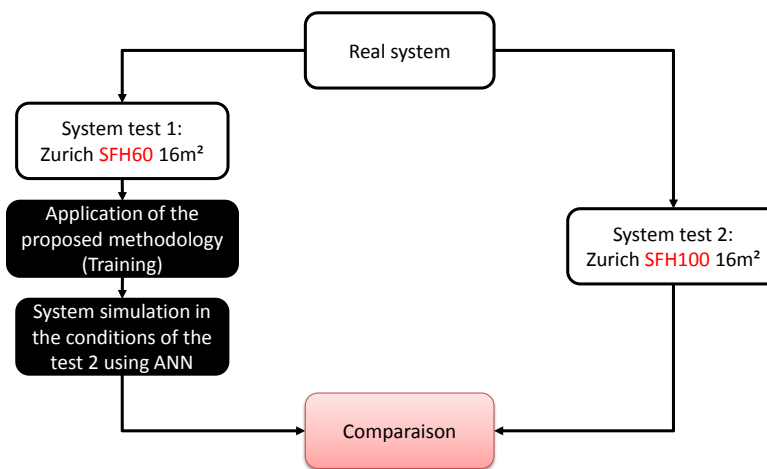 Real system
System test 1:
Zurich SFH60 16m²
Application of the
proposed methodology
(Training)
System simulation in
the conditions of the
test 2 using ANN
System test 2:
Zurich SFH100 16m²
Comparaison